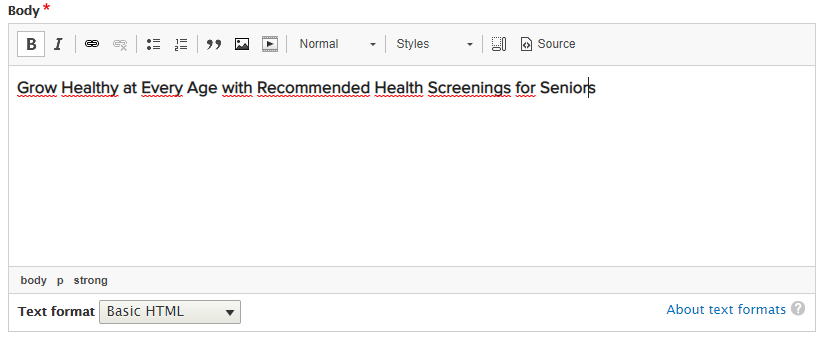 Body *
B I Normal Styles Source
Grow Healthy at Every Age with Recommended Health Screenings for Seniors
body p strong
Text format Basic HTML About text formats ?